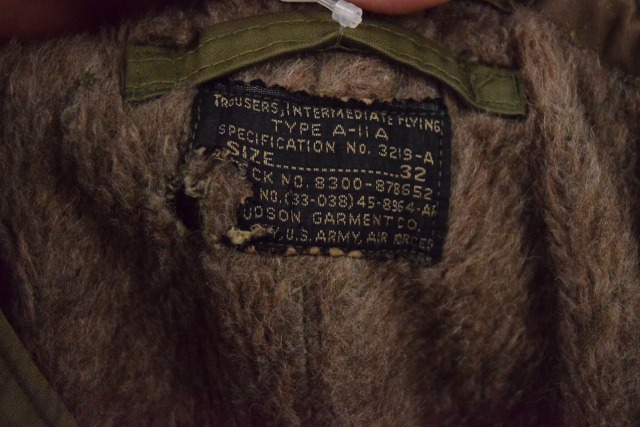 TROUSERS, INTERMEDIATE FLYING,
TYPE A-11A
SPECIFICATION NO. 3219-A
SIZE....................32
CK NO. 8300-878652
NO. (33-038) 45-8964-AF
UDSON GARMENT CO.
Y, U.S. ARMY, AIR FORCES